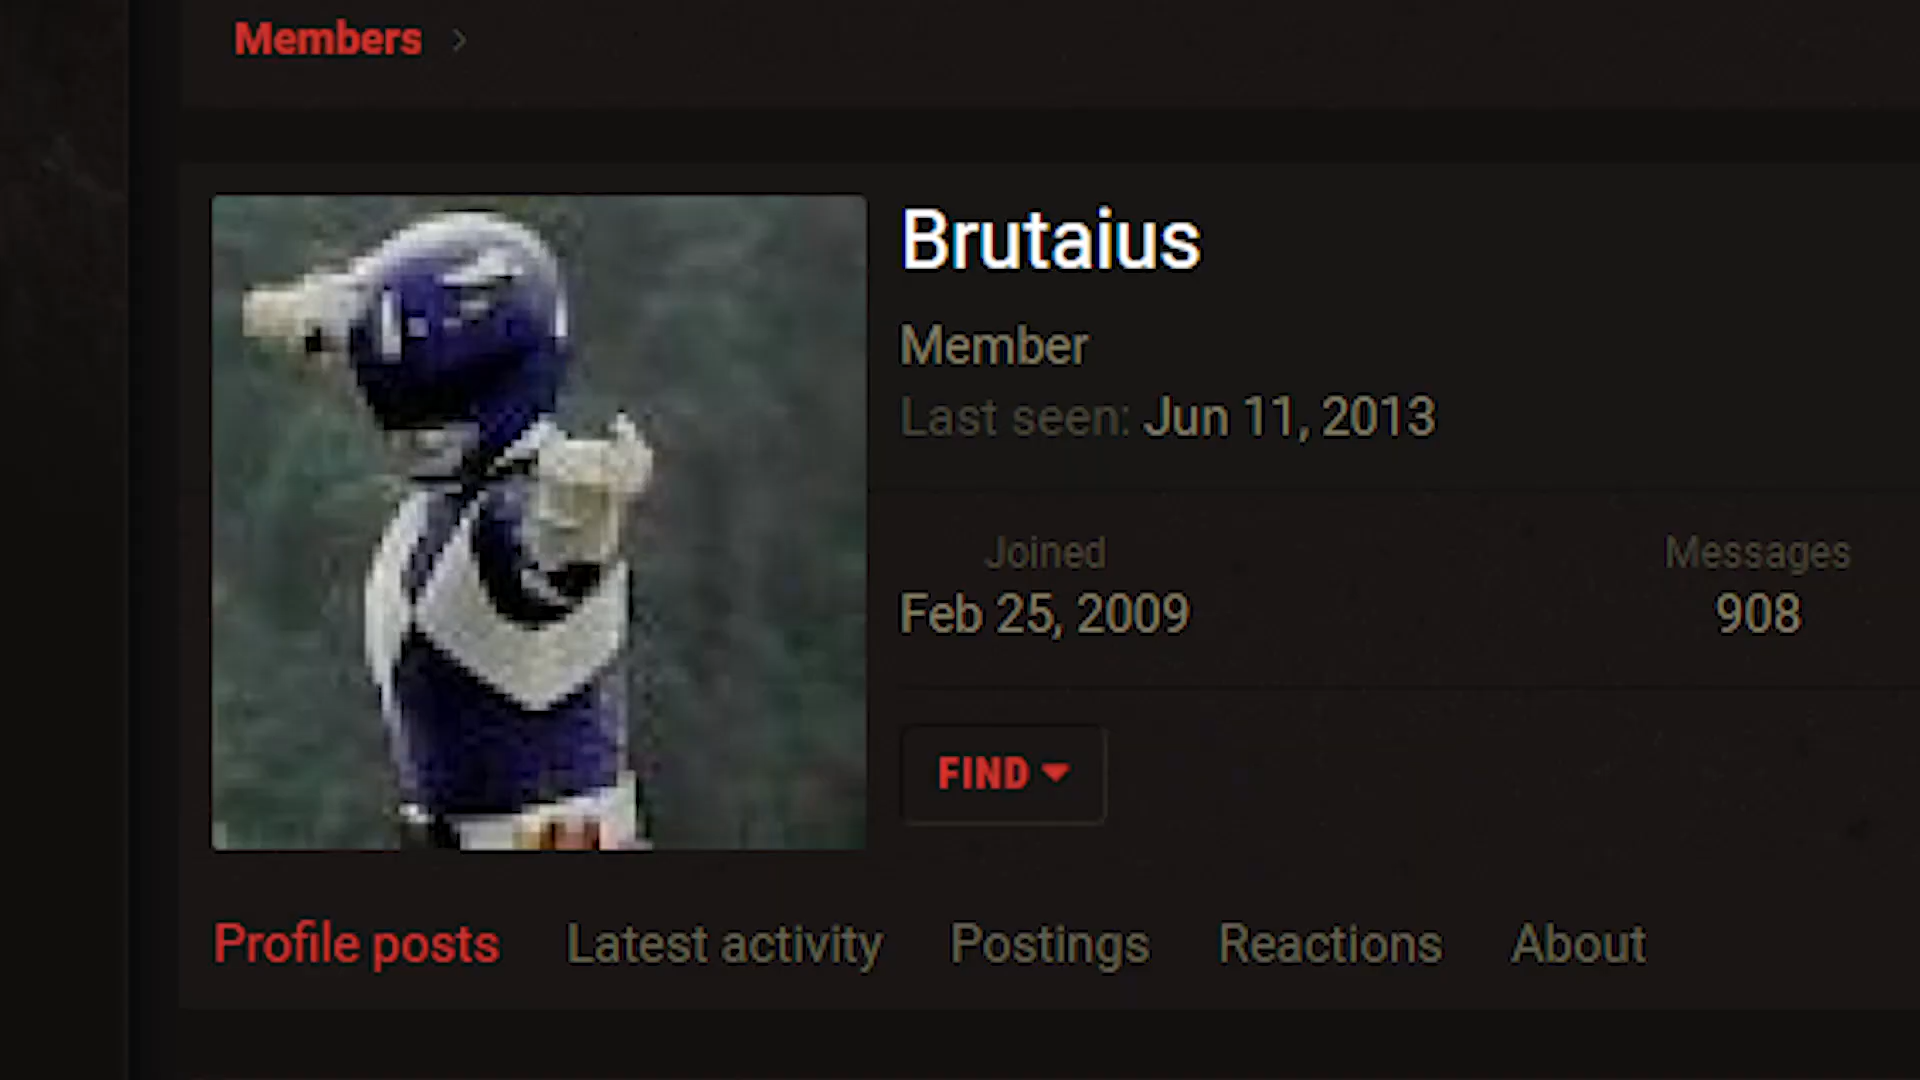 Members
Brutaius
Member
Last seen: Jun 11, 2013
Joined
Feb 25, 2009
Messages
908
FIND
Profile posts
Latest activity
Postings
Reactions
About